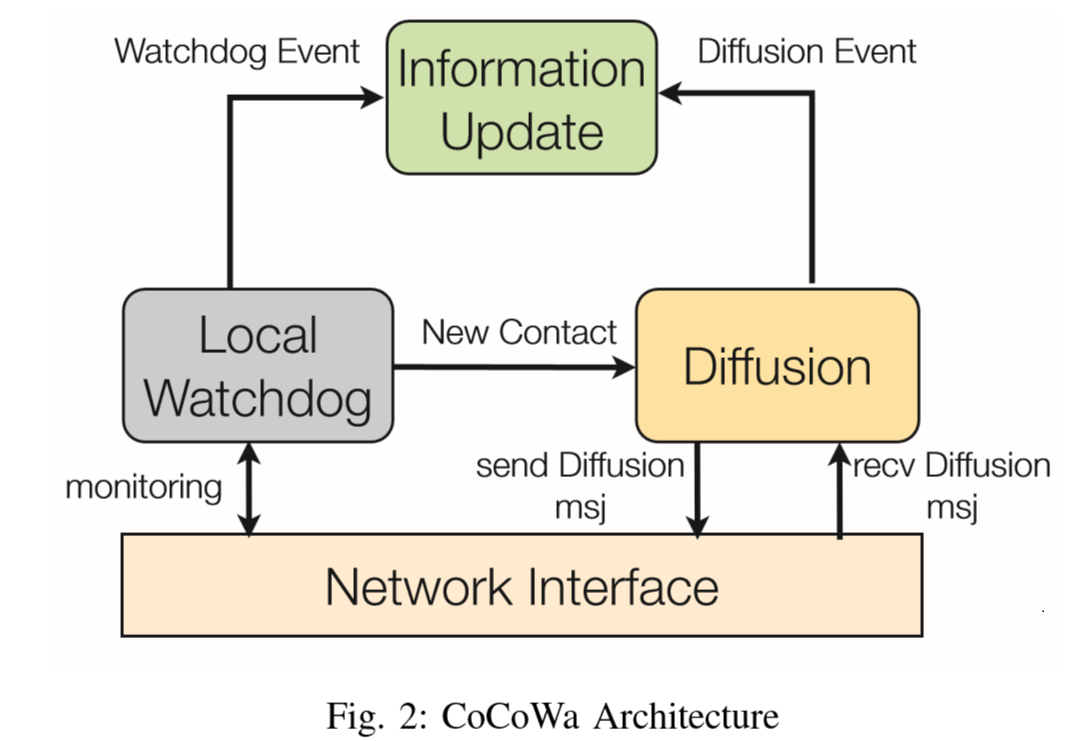 Watchdog Event
Information
Update
Diffusion Event
Local
Watchdog
New Contact
Diffusion
monitoring
send Diffusion
msj
recv Diffusion
msj
Network Interface
Fig. 2: CoCoWa Architecture